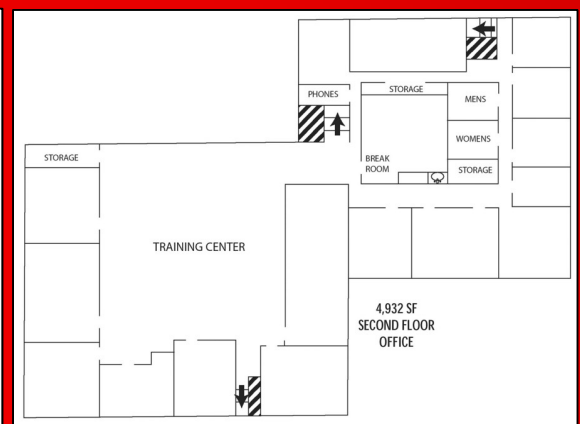 PHONES
STORAGE
MENS
WOMENS
BREAK
ROOM
STORAGE
STORAGE
TRAINING CENTER
4,932 SF
SECOND FLOOR
OFFICE